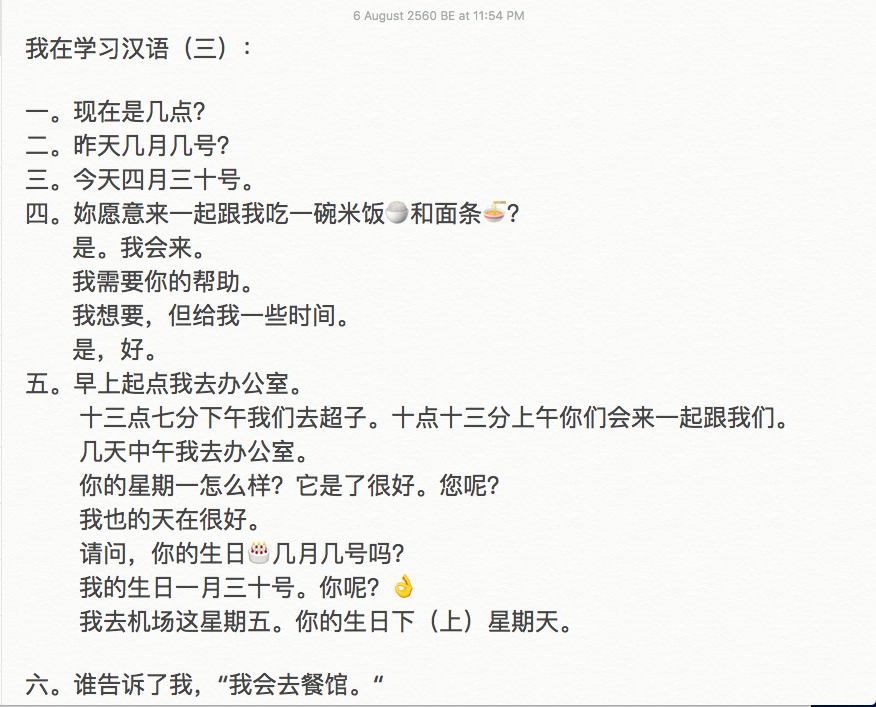 6 August 2560 BE at 11:54 PM
我在学习汉语（三）：
一。现在是几点?
二。昨天几月几号?
三。今天四月三十号。
四。妳愿意来一起跟我吃一碗米饭🍚和面条🍜?
是。我会来。
我需要你的帮助。
我想要，但给我一些时间。
是，好。
五。早上起点我去办公室。
十三点七分下午我们去超子。十点十三分上午你们会来一起跟我们。
几天中午我去办公室。
你的星期一怎么样？它是了很好。您呢?
我也的天在很好。
请问，你的生日🎂几月几号吗?
我的生日一月三十号。你呢？👌
我去机场这星期五。你的生日下（上）星期天。
六。谁告诉了我，“我会去餐馆。“